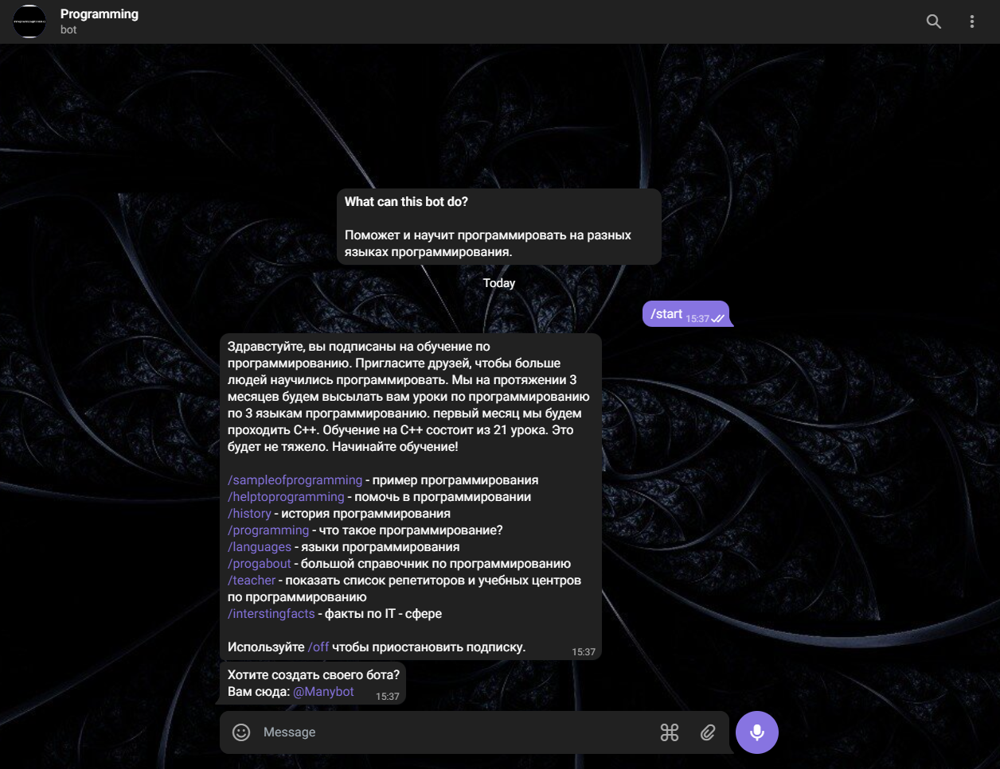 Programming
bot
What can this bot do?
Поможет и научит программировать на разных
языках программирования.
Today
/start 15:37
Здравстуйте, вы подписаны на обучение по
программированию. Пригласите друзей, чтобы больше
людей научились программировать. Мы на протяжении 3
месяцев будем высылать вам уроки по программированию
по 3 языкам программированию. первый месяц мы будем
проходить С++. Обучение на С++ состоит из 21 урока. Это
будет не тяжело. Начинайте обучение!
/sampleofprogramming - пример программирования
/helptoprogramming - помочь в программировании
/history - история программирования
/programming - что такое программирование?
/languages - языки программирования
/progabout - большой справочник по программированию
/teacher - показать список репетиторов и учебных центров
по программированию
/interstingfacts - факты по IT - сфере
Используйте /off чтобы приостановить подписку.
15:37
Хотите создать своего бота?
Вам сюда: @Manybot 15:37
Message